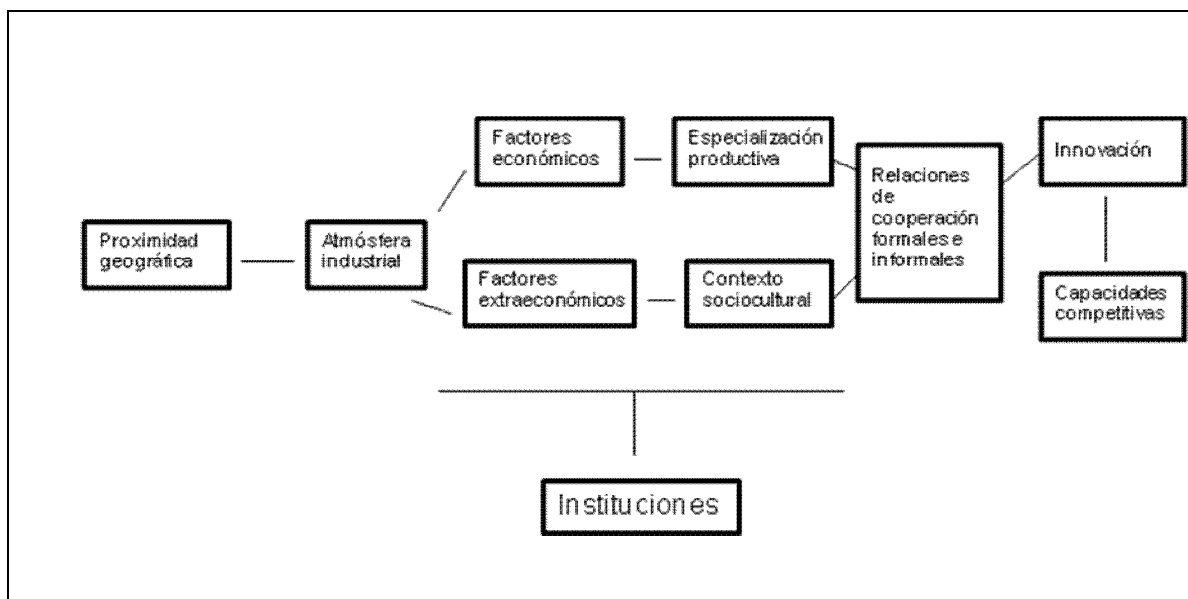 Proximidad
geográfica
Atmósfera
industrial
Factores
económicos
Especialización
productiva
Factores
extraeconómicos
Contexto
sociocultural
Relaciones
de
cooperación
formales e
informales
Innovación
Capacidades
competitivas
Instituciones